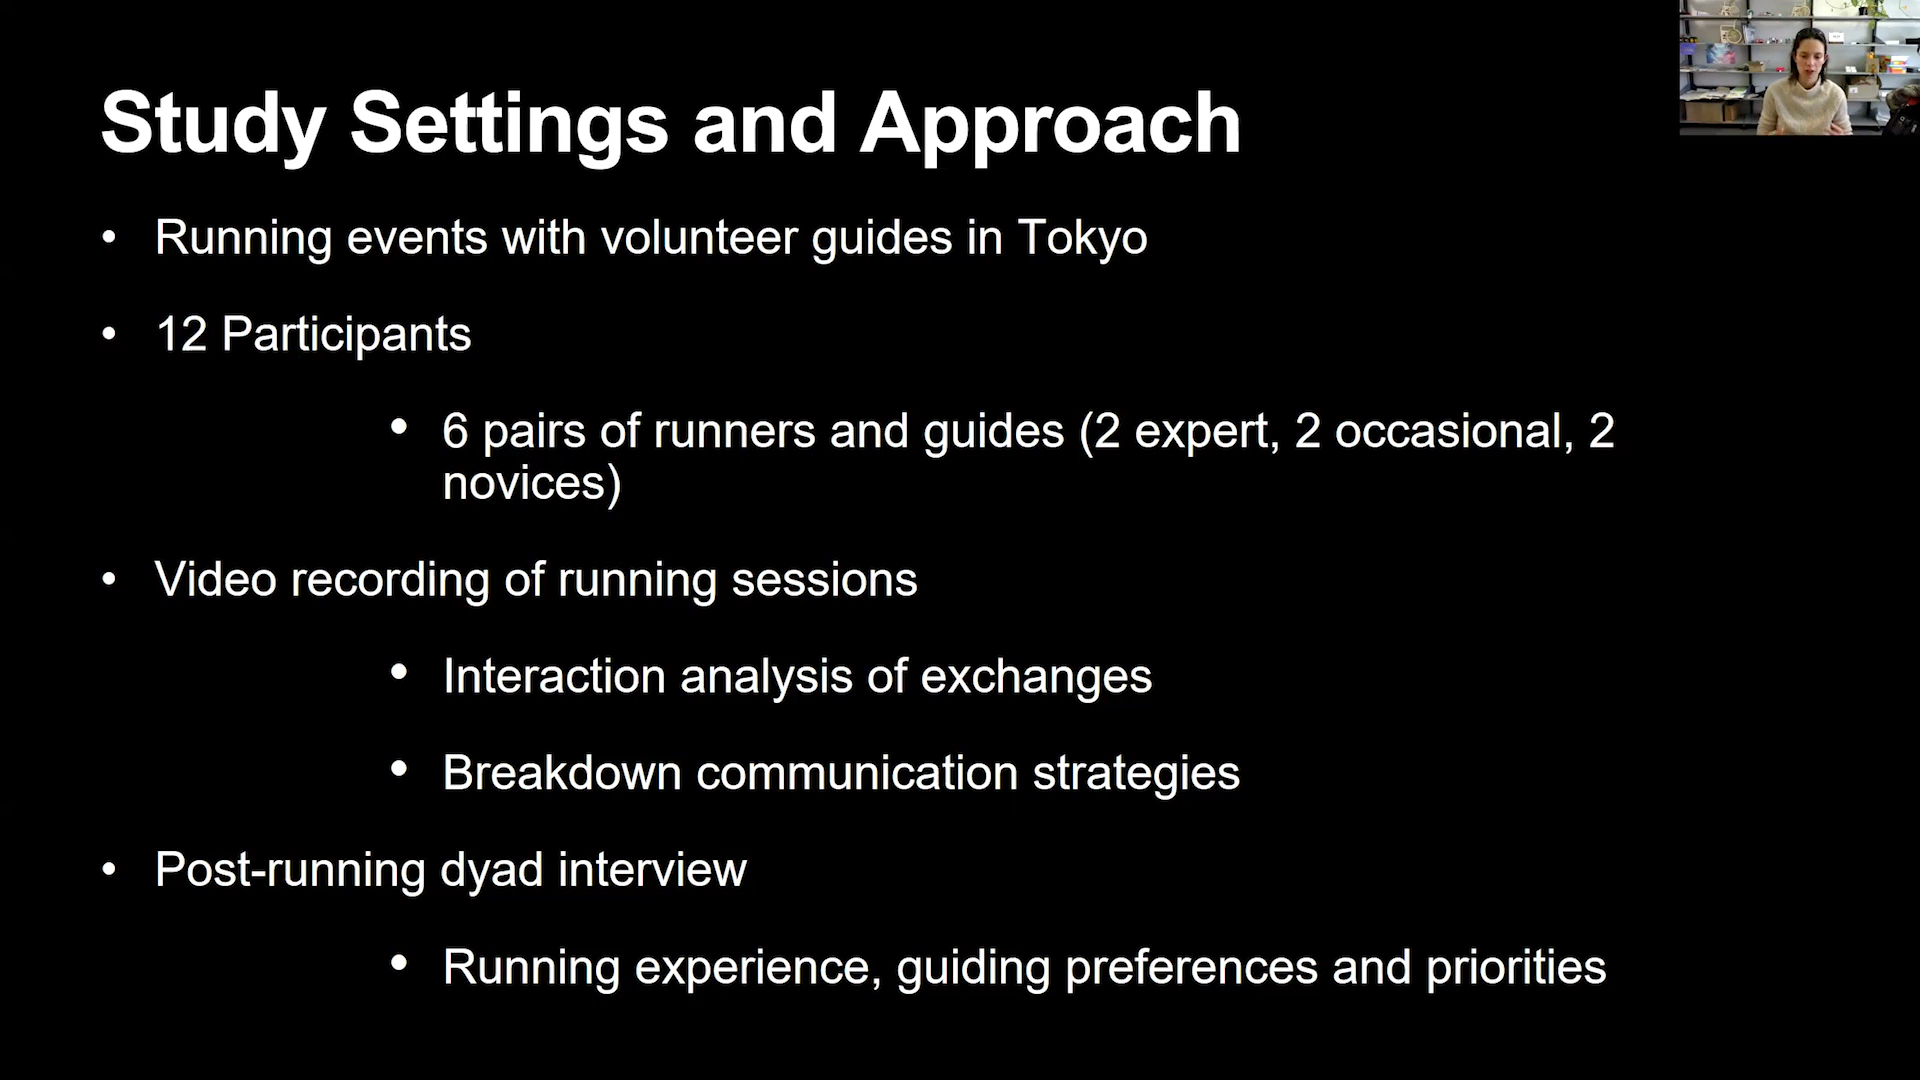 Study Settings and Approach
• Running events with volunteer guides in Tokyo
• 12 Participants
• 6 pairs of runners and guides (2 expert, 2 occasional, 2
novices)
• Video recording of running sessions
• Interaction analysis of exchanges
• Breakdown communication strategies
• Post-running dyad interview
• Running experience, guiding preferences and priorities